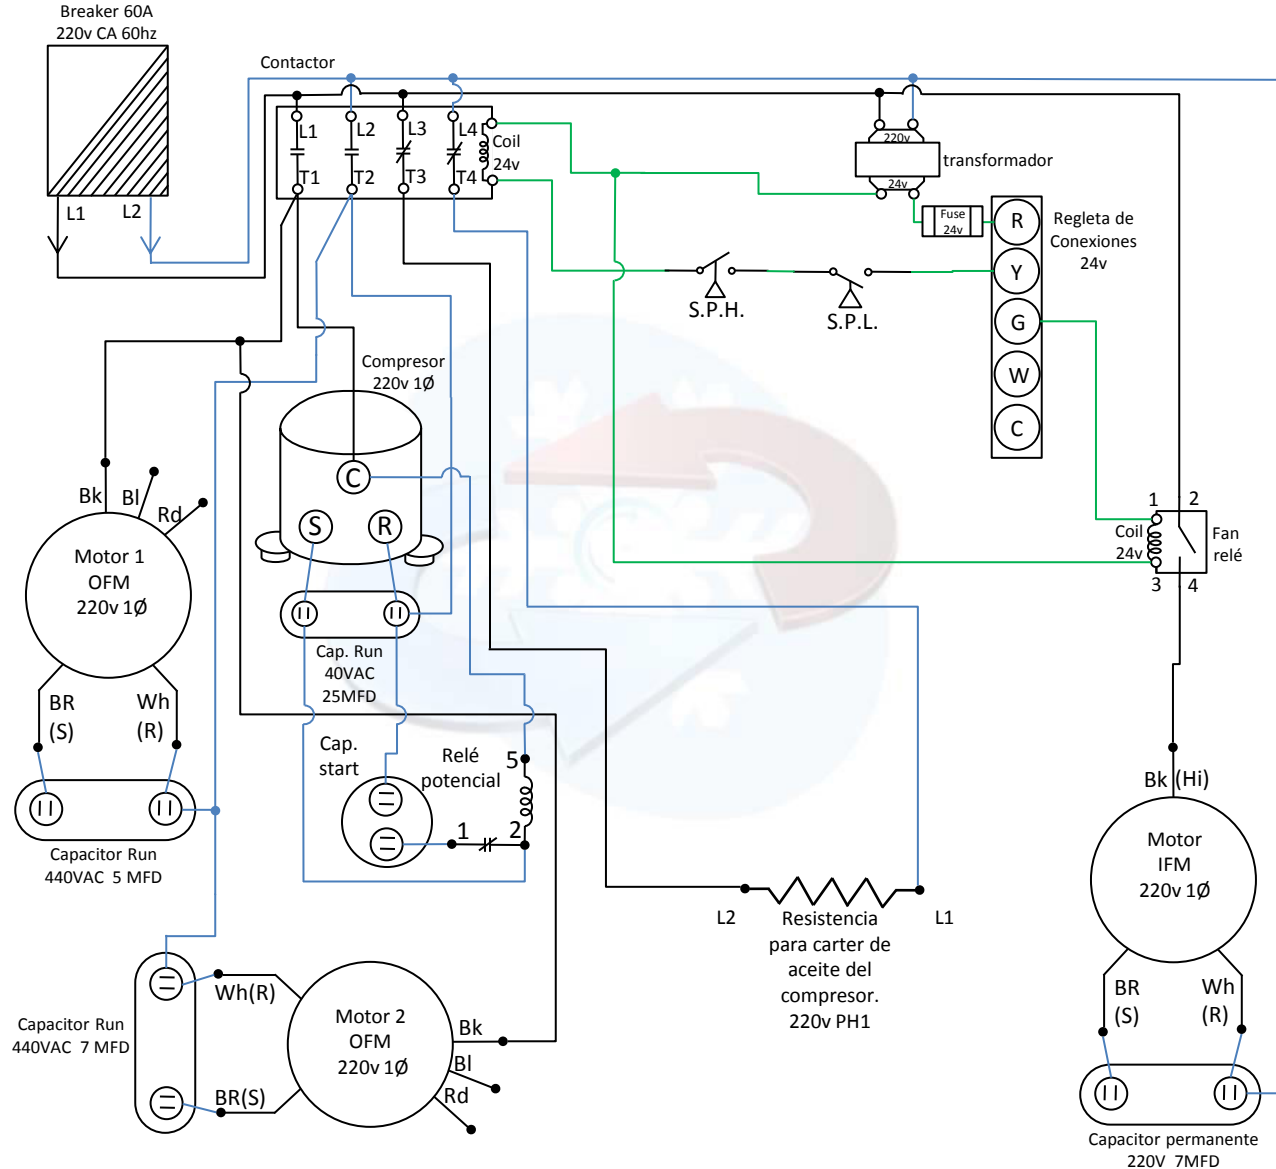 Breaker 60A
220v CA 60hz
L1
L2
Contactor
L1
L2
L3
L4
T1
T2
T3
T4
Coil
24v
220v
transformador
24v
Fuse
24v
R
Y
G
W
C
Regleta de
Conexiones
24v
S.P.H.
S.P.L.
Compresor
220v 1Ø
C
S
R
Cap. Run
40VAC
25MFD
Bk
Bl
Rd
Motor 1
OFM
220v 1Ø
BR
(S)
Wh
(R)
Capacitor Run
440VAC 5 MFD
Cap.
start
Relé
potencial
5
1
2
1
2
Coil
24v
Fan
relé
3
4
L2
L1
Resistencia
para carter de
aceite del
compresor.
220v PH1
Capacitor Run
440VAC 7 MFD
Wh(R)
BR(S)
Motor 2
OFM
220v 1Ø
Bk
Bl
Rd
Bk (Hi)
Motor
IFM
220v 1Ø
BR
(S)
Wh
(R)
Capacitor permanente
220V 7MFD